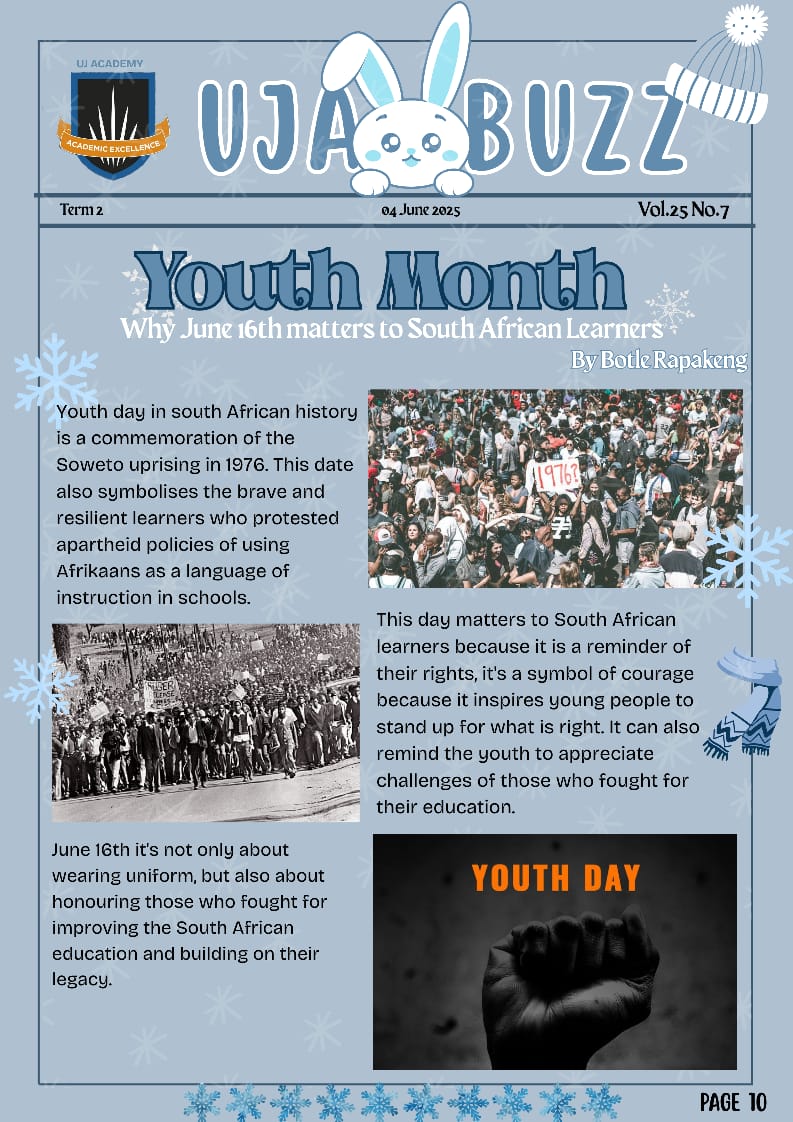 UJ ACADEMY
ACADEMIC EXCELLENCE
UJA BUZZ
Term 2
04 June 2025
Vol.25 No.7
Youth Month
Why June 16th matters to South African Learners
By Botle Rapakeng
Youth day in south African history
is a commemoration of the
Soweto uprising in 1976. This date
also symbolises the brave and
resilient learners who protested
apartheid policies of using
Afrikaans as a language of
instruction in schools.
1976?
This day matters to South African
learners because it is a reminder of
their rights, it's a symbol of courage
because it inspires young people to
stand up for what is right. It can also
remind the youth to appreciate
challenges of those who fought for
their education.
June 16th it's not only about
wearing uniform, but also about
honouring those who fought for
improving the South African
education and building on their
legacy.
YOUTH DAY
PAGE 10